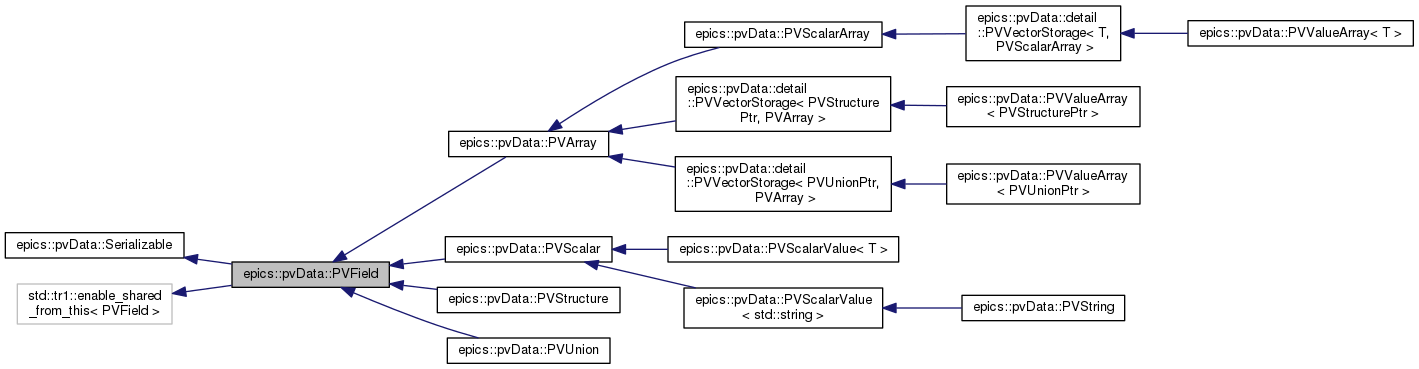 epics::pvData::PVScalarArray
epics::pvData::detail
::PVVectorStorage< T,
PVScalarArray >
epics::pvData::PVValueArray< T >
epics::pvData::detail
::PVVectorStorage< PVStructure
Ptr, PVArray >
epics::pvData::PVValueArray
< PVStructurePtr >
epics::pvData::PVArray
epics::pvData::detail
::PVVectorStorage< PVUnionPtr,
PVArray >
epics::pvData::PVValueArray
< PVUnionPtr >
epics::pvData::Serializable
epics::pvData::PVField
std::tr1::enable_shared
_from_this< PVField >
epics::pvData::PVScalar
epics::pvData::PVScalarValue< T >
epics::pvData::PVStructure
epics::pvData::PVScalarValue
< std::string >
epics::pvData::PVString
epics::pvData::PVUnion